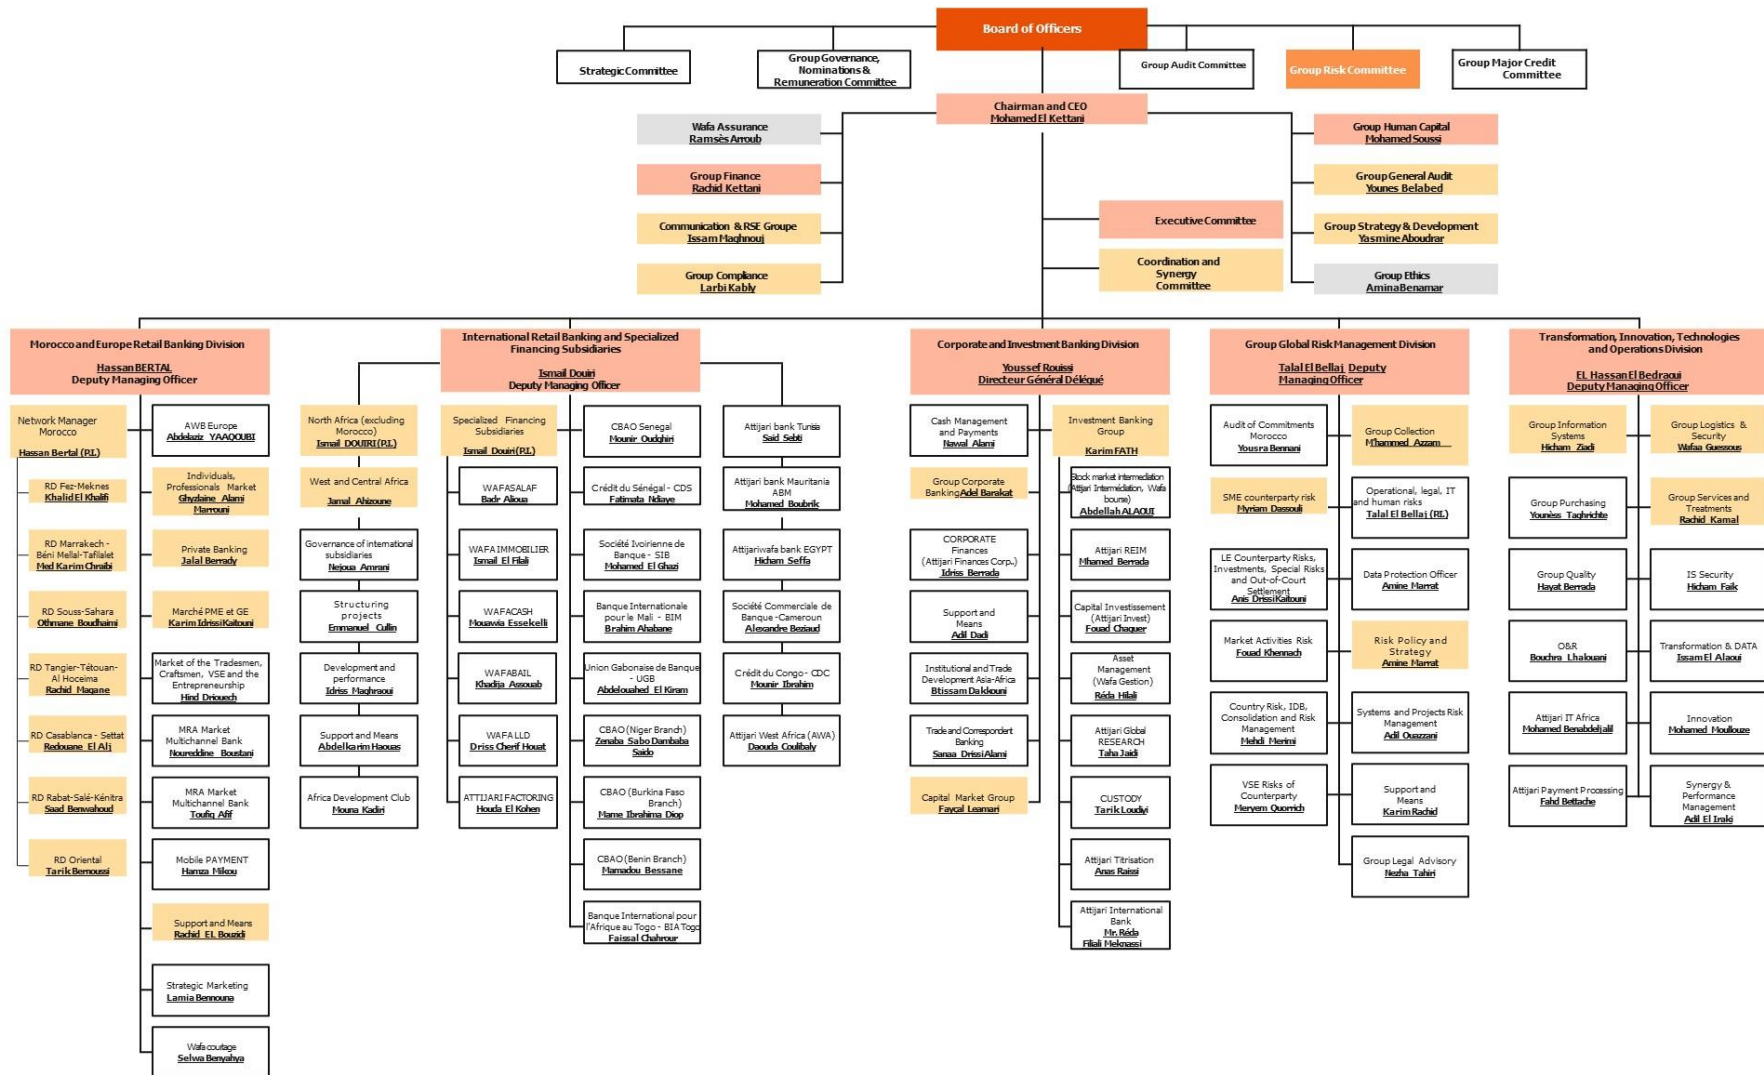 Board of Officers
Strategic Committee
Group Governance,
Nominations &
Remuneration Committee
Group Audit Committee
Group Risk Committee
Group Major Credit
Committee
Chairman and CEO
Mohamed El Kettani
Wafa Assurance
Ramsès Arroub
Group Finance
Rachid Kettani
Communication & RSE Groupe
Issam Maghnouj
Group Compliance
Larbi Kably
Executive Committee
Coordination and
Synergy
Committee
Group Human Capital
Mohamed Soussi
Group General Audit
Younes Belabed
Group Strategy & Development
Yasmine Aboudrar
Group Ethics
Amina Benamar
Morocco and Europe Retail Banking Division
Hassan BERTAL
Deputy Managing Officer
Network Manager
Morocco
Hassan Bertal (P.I.)
RD Fez-Meknes
Khalid El Khalifi
RD Marrakech -
Béni Mellal-Tafilalet
Med Karim Chraibi
RD Souss-Sahara
Othmane Boudhaimi
RD Tangier-Tétouan-
Al Hoceima
Rachid Magane
RD Casablanca - Settat
Redouane El Alj
RD Rabat-Salé-Kénitra
Saad Benwahoud
RD Oriental
Tarik Bernoussi
AWB Europe
Abdelaziz YAAQOUBI
Individuals,
Professionals Market
Ghyzlaine Alami
Marrouni
Private Banking
Jalal Berrady
Marché PME et GE
Karim Idrissi Kaitouni
Market of the Tradesmen,
Craftsmen, VSE and the
Entrepreneurship
Hind Driouech
MRA Market
Multichannel Bank
Noureddine Boustani
MRA Market
Multichannel Bank
Toufiq Afif
Mobile PAYMENT
Hamza Mikou
Support and Means
Rachid EL Bouzidi
Strategic Marketing
Lamia Bennouna
Wafa courtage
Selwa Benyahya
International Retail Banking and Specialized
Financing Subsidiaries
Ismail Douiri
Deputy Managing Officer
North Africa (excluding
Morocco)
Ismail DOUIRI (P.I.)
West and Central Africa
Jamal Ahizoune
Governance of international
subsidiaries
Nejoua Amrani
Structuring
projects
Emmanuel Cullin
Development and
performance
Idriss Maghraoui
Support and Means
Abdelkarim Haouas
Africa Development Club
Mouna Kadiri
Specialized Financing
Subsidiaries
Ismail Douiri (P.I.)
WAFASALAF
Badr Alioua
WAFA IMMOBILIER
Ismail El Filali
WAFACASH
Mouawia Essekelli
WAFABAIL
Khadija Assouab
WAFA LLD
Driss Cherif Houat
ATTIJARI FACTORING
Houda El Kohen
CBAO Senegal
Mounir Oudghiri
Crédit du Sénégal - CDS
Fatimata Ndiaye
Société Ivoirienne de
Banque - SIB
Mohamed El Ghazi
Banque Internationale
pour le Mali - BIM
Brahim Ahabane
Union Gabonaise de Banque
- UGB
Abdelouahed El Kiram
CBAO (Niger Branch)
Zenaba Sabo Dambaba
Saido
CBAO (Burkina Faso
Branch)
Mame Ibrahima Diop
CBAO (Benin Branch)
Mamadou Bessane
Banque International pour
l'Afrique au Togo - BIA Togo
Faissal Chahrour
Attijari bank Tunisia
Said Sebti
Attijari bank Mauritania
ABM
Mohamed Boubrik
Attijariwafa bank EGYPT
Hicham Seffa
Société Commerciale de
Banque -Cameroun
Alexandre Beziaud
Crédit du Congo - CDC
Mounir Ibrahim
Attijari West Africa (AWA)
Daouda Coulibaly
Corporate and Investment Banking Division
Youssef Rouissi
Directeur Général Délégué
Cash Management
and Payments
Nawal Alami
Group Corporate
Banking Adel Barakat
CORPORATE
Finances
(Attijari Finances Corp.)
Idriss Berrada
Support and
Means
Adil Dadi
Institutional and Trade
Development Asia-Africa
Btissam Dakkouni
Trade and Correspondent
Banking
Sanaa Drissi Alami
Capital Market Group
Fayçal Leamari
Investment Banking
Group
Karim FATH
Stock market intermediation
(Attijari Intermédiation, Wafa
bourse)
Abdellah ALAOUI
Attijari REIM
Mhamed Berrada
Capital Investissement
(Attijari Invest)
Fouad Chaquer
Asset
Management
(Wafa Gestion)
Réda Hilali
Attijari Global
RESEARCH
Taha Jaidi
CUSTODY
Tarik Loudiyi
Attijari Titrisation
Anas Raissi
Attijari International
Bank
Mr. Réda
Filiali Meknassi
Group Global Risk Management Division
Talal El Bellaj Deputy
Managing Officer
Audit of Commitments
Morocco
Yousra Bennani
SME counterparty risk
Myriam Dassouli
LE Counterparty Risks,
Investments, Special Risks
and Out-of-Court
Settlement
Anis Drissi Kaitouni
Market Activities Risk
Fouad Khennach
Country Risk, IDB,
Consolidation and Risk
Management
Mehdi Merimi
VSE Risks of
Counterparty
Meryem Quorrich
Group Collection
M'hammed Azzam
Operational, legal, IT
and human risks
Talal El Bellaj (P.I.)
Data Protection Officer
Amine Marrat
Risk Policy and
Strategy
Amine Marrat
Systems and Projects Risk
Management
Adil Ouazzani
Support and
Means
Karim Rachid
Group Legal Advisory
Nezha Tahiri
Transformation, Innovation, Technologies
and Operations Division
EL Hassan El Bedraoui
Deputy Managing Officer
Group Information
Systems
Hicham Ziadi
Group Purchasing
Younèss Taghrichte
Group Quality
Hayat Berrada
O&R
Bouchra Lhalouani
Attijari IT Africa
Mohamed Benabdeljalil
Attijari Payment Processing
Fahd Bettache
Group Logistics &
Security
Wafaa Guessous
Group Services and
Treatments
Rachid Kamal
IS Security
Hicham Faik
Transformation & DATA
Issam El Alaoui
Innovation
Mohamed Moullouze
Synergy &
Performance
Management
Adil El Iraki